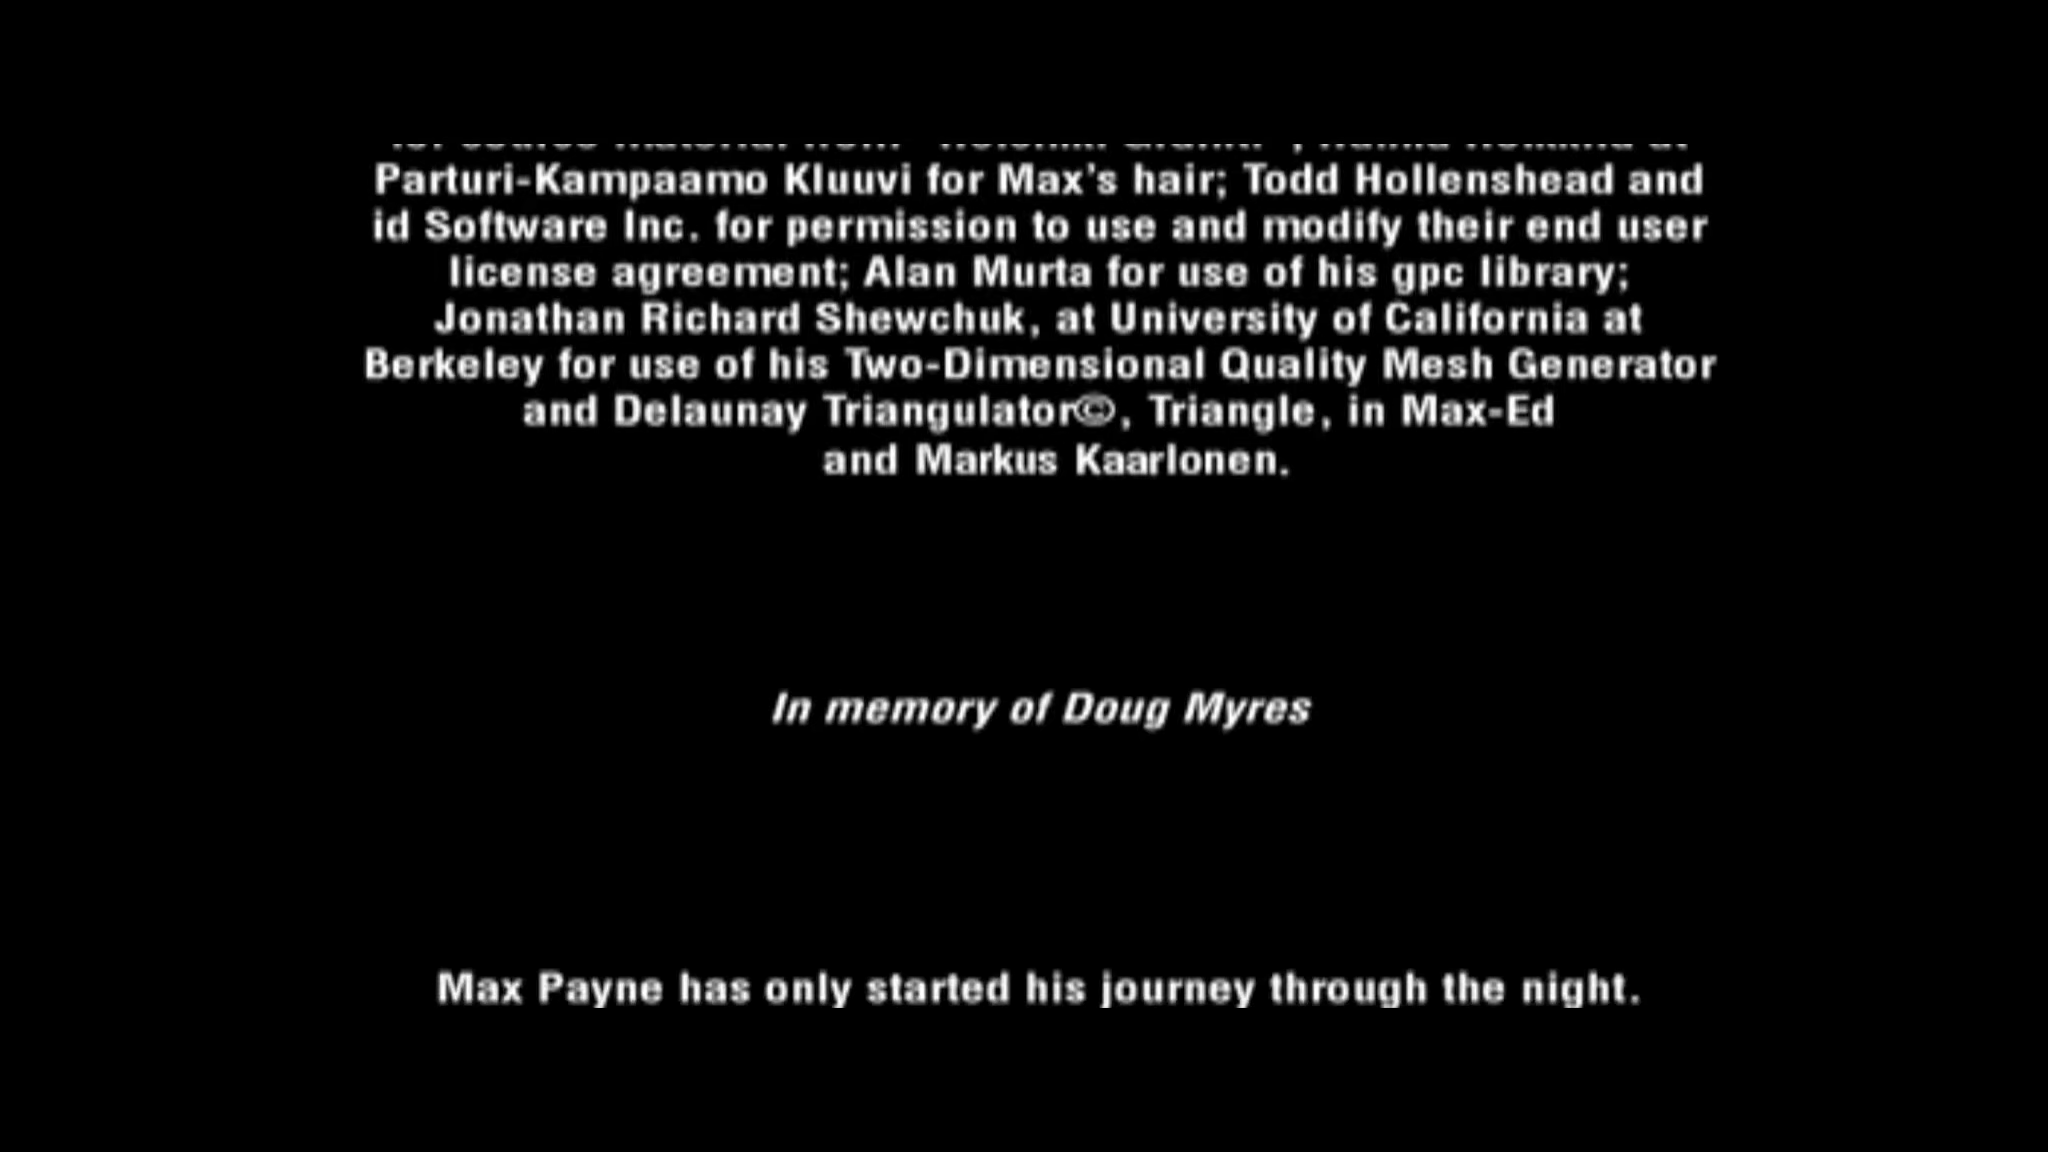 Parturi-Kampaamo Kluuvi for Max's hair; Todd Hollenshead and
id Software Inc. for permission to use and modify their end user
license agreement; Alan Murta for use of his gpc library;
Jonathan Richard Shewchuk, at University of California at
Berkeley for use of his Two-Dimensional Quality Mesh Generator
and Delaunay Triangulator©, Triangle, in Max-Ed
and Markus Kaarlonen.
In memory of Doug Myres
Max Payne has only started his journey through the night.